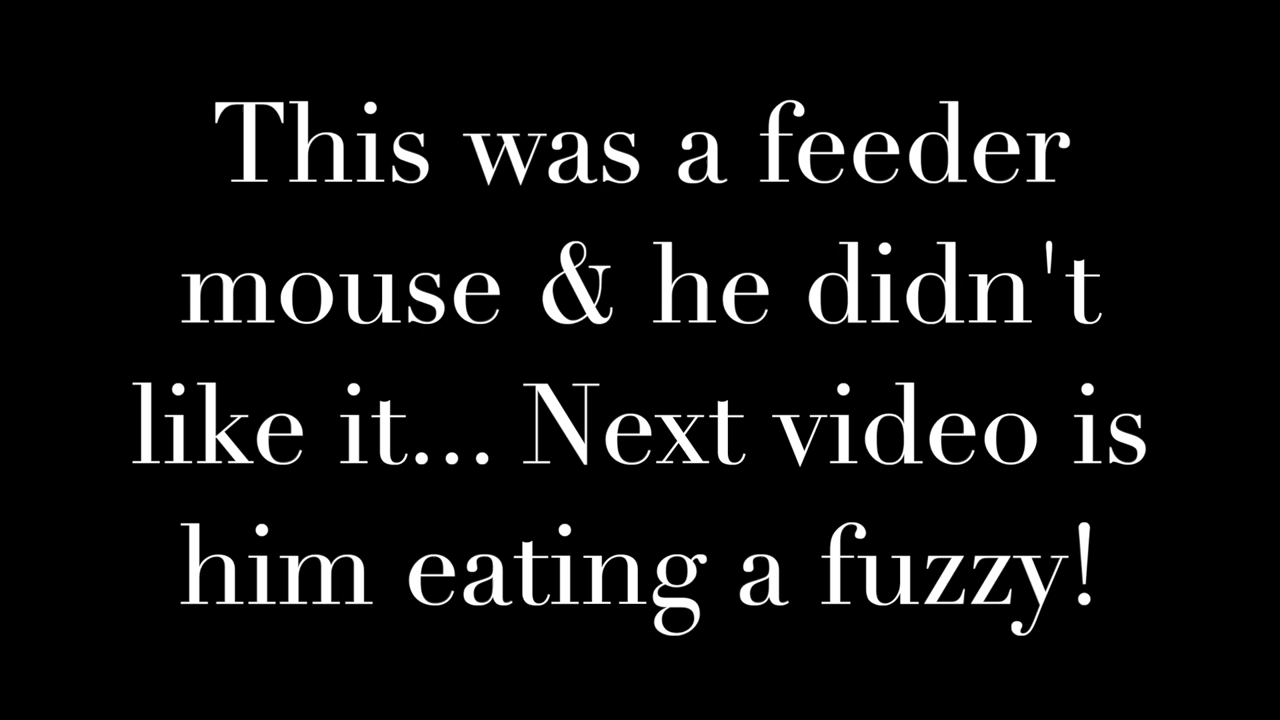 This was a feeder
mouse & he didn't
like it... Next video is
him eating a fuzzy!